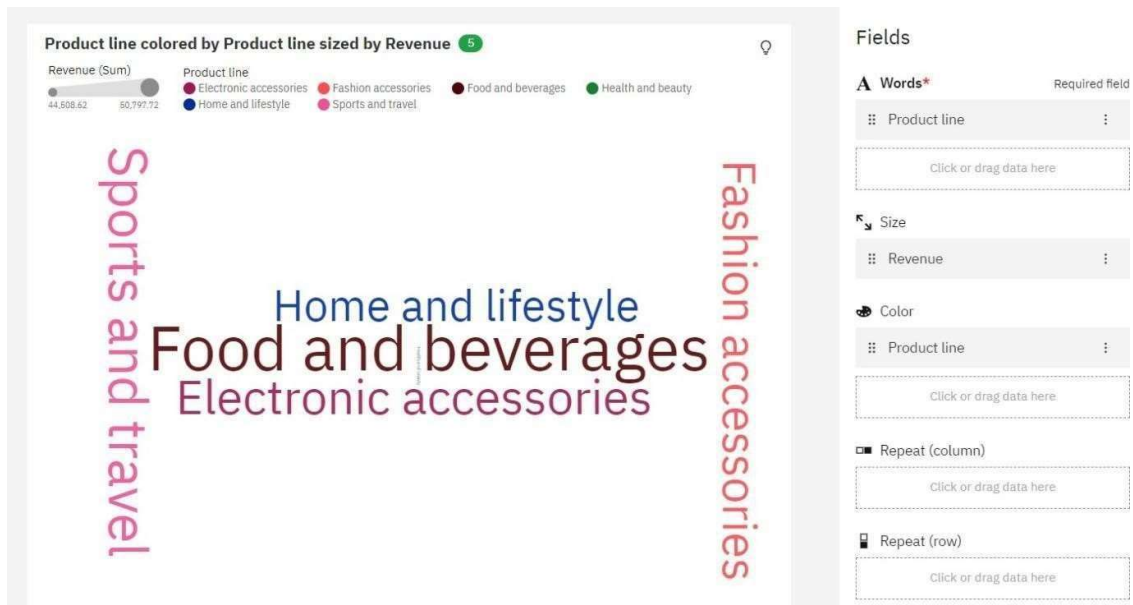 Product line colored by Product line sized by Revenue 5
Revenue (Sum)
44,508.62 50,797.72
Product line
Electronic accessories Fashion accessories Food and beverages Health and beauty
Home and lifestyle Sports and travel
Sports and travel
Home and lifestyle
Food and beverages
Electronic accessories
Fashion accessories
Fields
A Words* Required field
Product line
Click or drag data here
Size
Revenue
Color
Product line
Click or drag data here
Repeat (column)
Click or drag data here
Repeat (row)
Click or drag data here